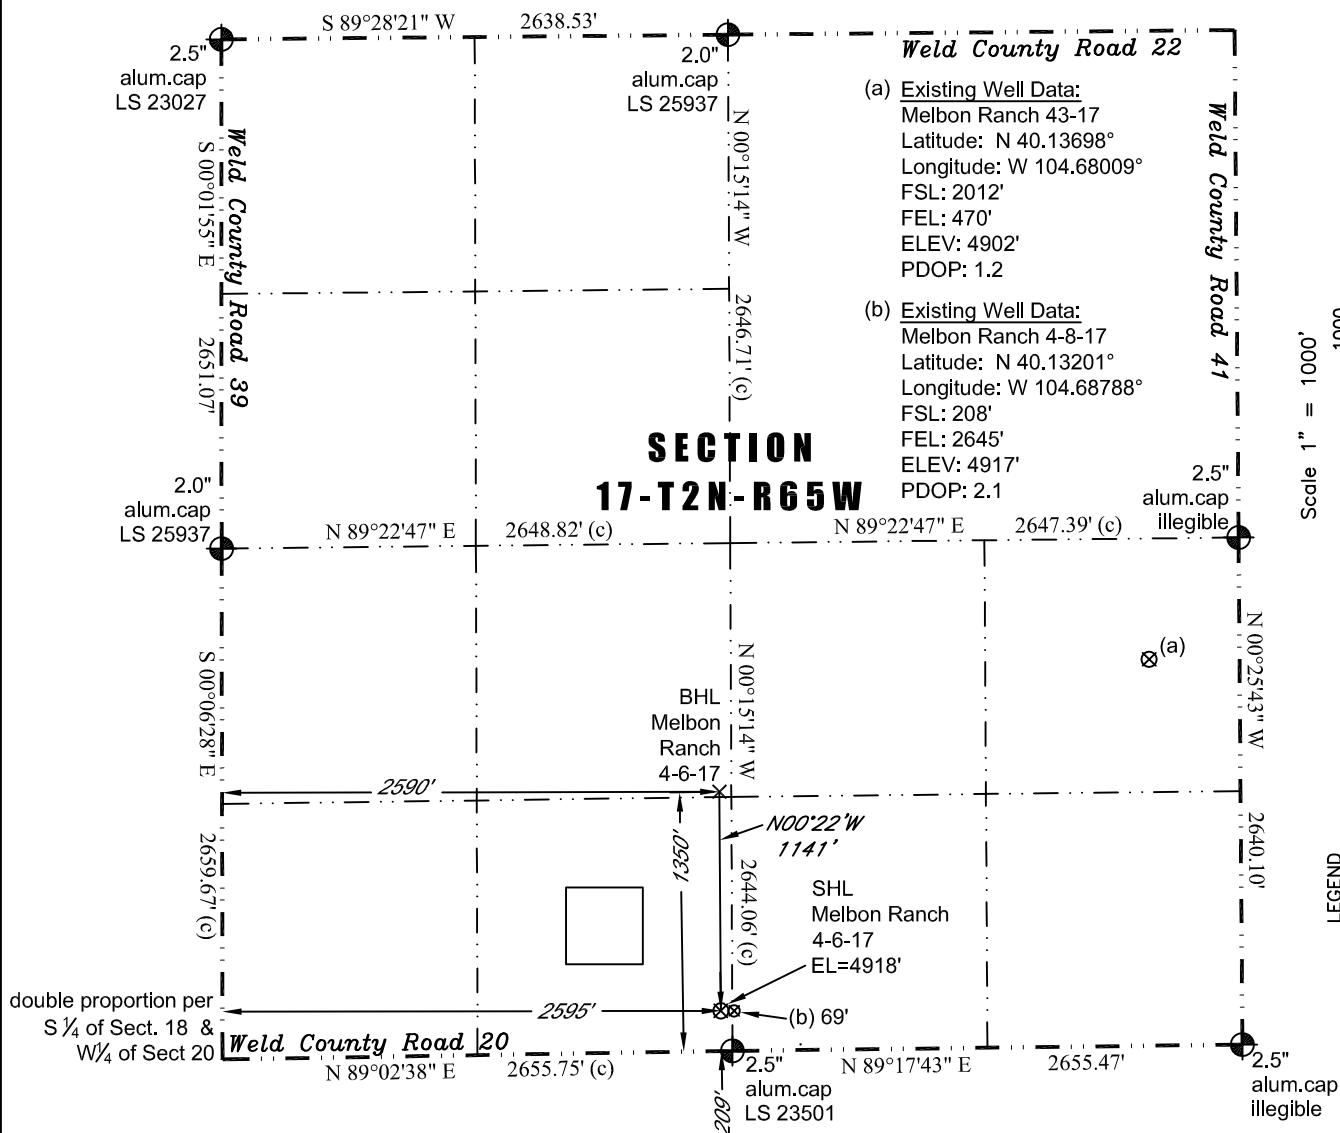 S 89°28'21" W 2638.53'
2.5"
alum.cap
LS 23027
2.0"
alum.cap
LS 25937
Weld County Road 22
(a) Existing Well Data:
Melbon Ranch 43-17
Latitude: N 40.13698°
Longitude: W 104.68009°
FSL: 2012'
FEL: 470'
ELEV: 4902'
PDOP: 1.2
(b) Existing Well Data:
Melbon Ranch 4-8-17
Latitude: N 40.13201°
Longitude: W 104.68788°
FSL: 208'
FEL: 2645'
ELEV: 4917'
PDOP: 2.1
Weld County Road 39
S 00°01'55" E 2651.07'
N 00°15'14" W 2646.71' (c)
Weld County Road 41
Scale 1" = 1000'
1000
SECTION
17-T2N-R65W
2.0"
alum.cap
LS 25937
2.5"
alum.cap
illegible
N 89°22'47" E 2648.82' (c)
N 89°22'47" E 2647.39' (c)
(a)
S 00°06'28" E 2659.67' (c)
N 00°15'14" W 2644.06' (c)
N 00°25'43" W 2640.10'
BHL
Melbon
Ranch
4-6-17
2590'
1350'
N00°22'W
1141'
SHL
Melbon Ranch
4-6-17
EL=4918'
LEGEND
2595'
(b) 69'
double proportion per
S ¼ of Sect. 18 &
W¼ of Sect 20
Weld County Road 20
N 89°02'38" E 2655.75' (c)
N 89°17'43" E 2655.47'
209'
2.5"
alum.cap
LS 23501
2.5"
alum.cap
illegible